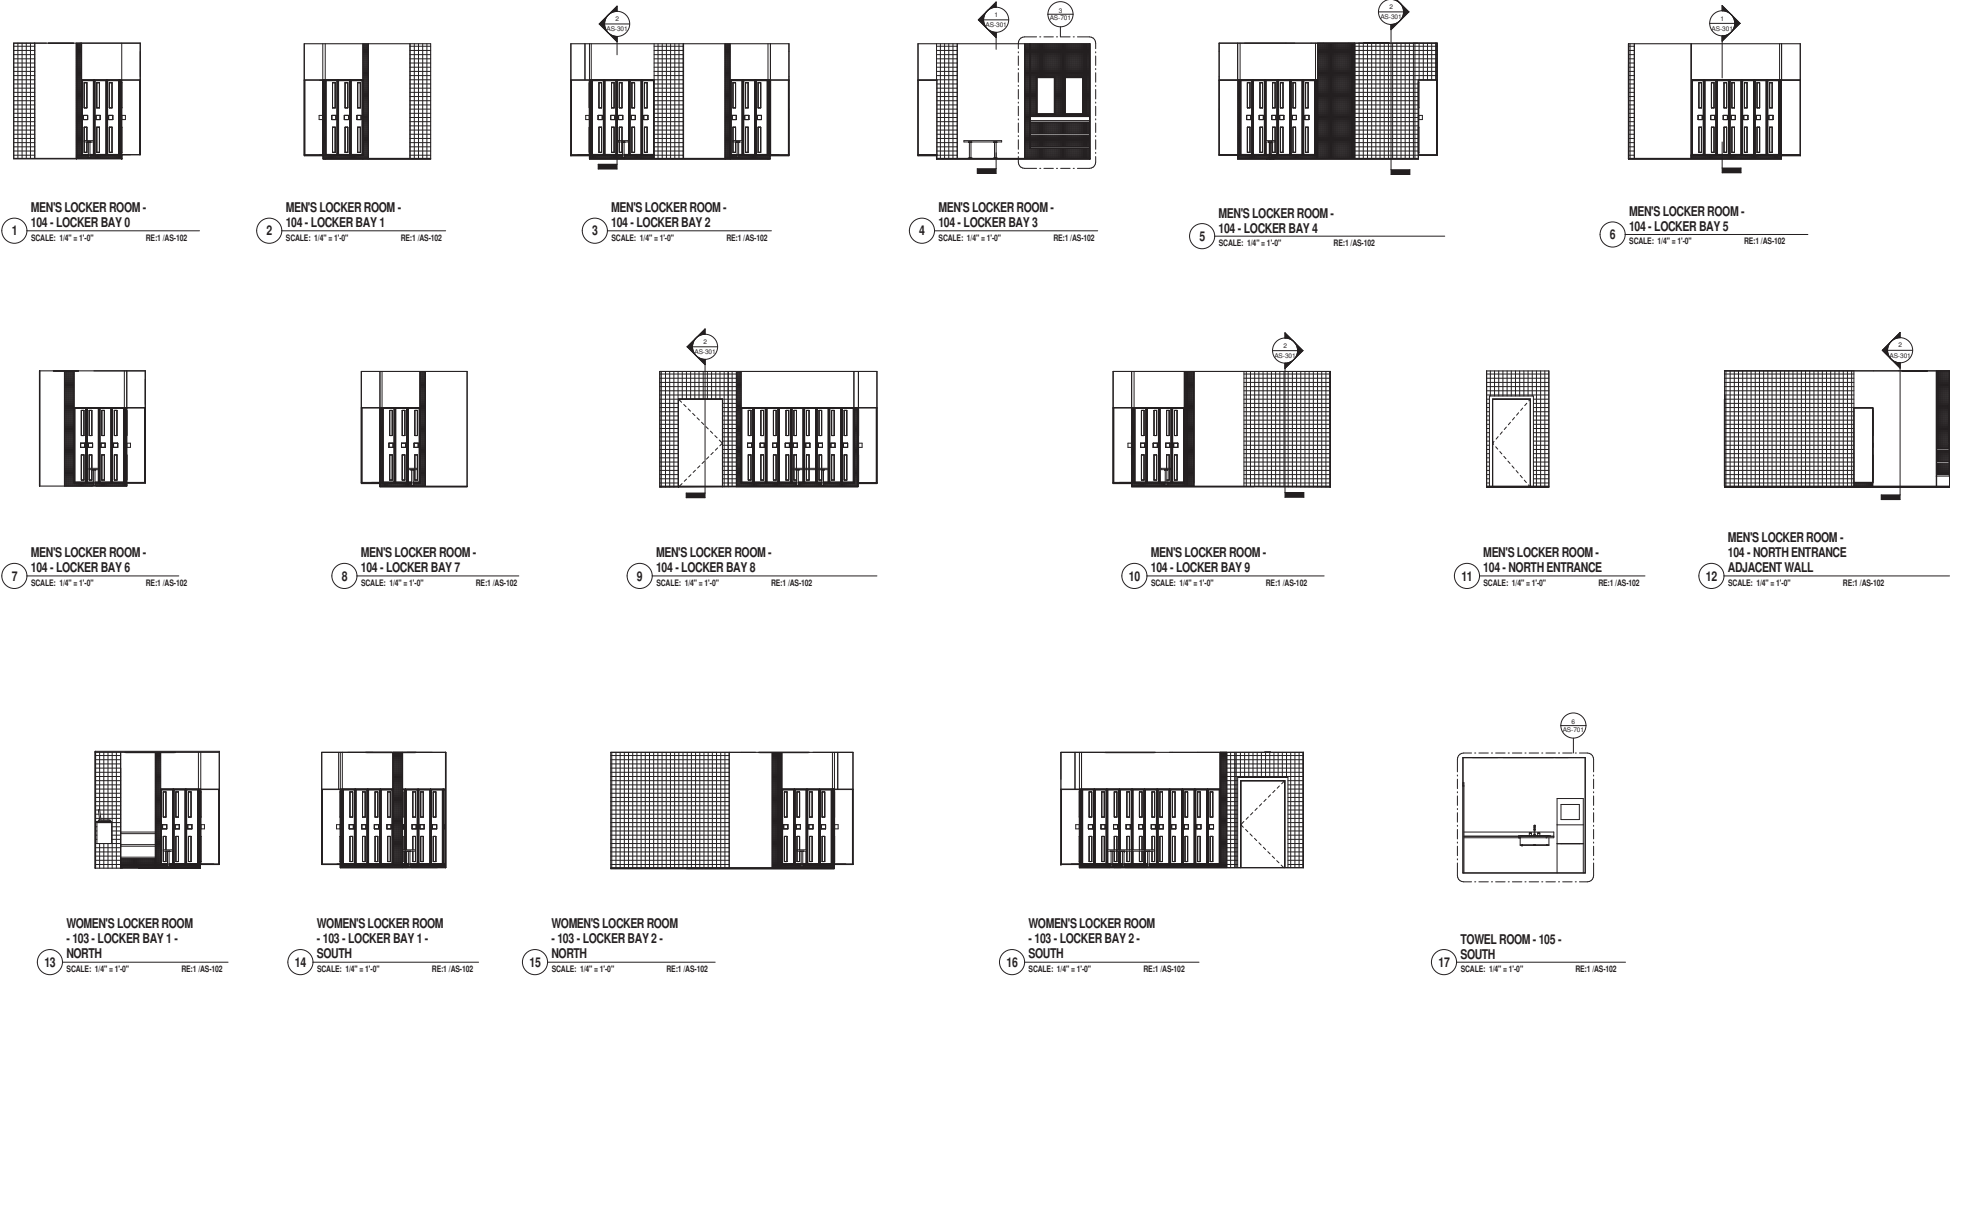 2
AS-301
1
AS-301
3
AS-701
2
AS-301
1
AS-301
1
MEN'S LOCKER ROOM -
104 - LOCKER BAY 0
SCALE: 1/4" = 1'-0" RE:1 /AS-102
2
MEN'S LOCKER ROOM -
104 - LOCKER BAY 1
SCALE: 1/4" = 1'-0" RE:1 /AS-102
3
MEN'S LOCKER ROOM -
104 - LOCKER BAY 2
SCALE: 1/4" = 1'-0" RE:1 /AS-102
4
MEN'S LOCKER ROOM -
104 - LOCKER BAY 3
SCALE: 1/4" = 1'-0" RE:1 /AS-102
5
MEN'S LOCKER ROOM -
104 - LOCKER BAY 4
SCALE: 1/4" = 1'-0" RE:1 /AS-102
6
MEN'S LOCKER ROOM -
104 - LOCKER BAY 5
SCALE: 1/4" = 1'-0" RE:1 /AS-102
2
AS-301
2
AS-301
2
AS-301
7
MEN'S LOCKER ROOM -
104 - LOCKER BAY 6
SCALE: 1/4" = 1'-0" RE:1 /AS-102
8
MEN'S LOCKER ROOM -
104 - LOCKER BAY 7
SCALE: 1/4" = 1'-0" RE:1 /AS-102
9
MEN'S LOCKER ROOM -
104 - LOCKER BAY 8
SCALE: 1/4" = 1'-0" RE:1 /AS-102
10
MEN'S LOCKER ROOM -
104 - LOCKER BAY 9
SCALE: 1/4" = 1'-0" RE:1 /AS-102
11
MEN'S LOCKER ROOM -
104 - NORTH ENTRANCE
SCALE: 1/4" = 1'-0" RE:1 /AS-102
12
MEN'S LOCKER ROOM -
104 - NORTH ENTRANCE
ADJACENT WALL
SCALE: 1/4" = 1'-0" RE:1 /AS-102
6
AS-701
13
WOMEN'S LOCKER ROOM
- 103 - LOCKER BAY 1 -
NORTH
SCALE: 1/4" = 1'-0" RE:1 /AS-102
14
WOMEN'S LOCKER ROOM
- 103 - LOCKER BAY 1 -
SOUTH
SCALE: 1/4" = 1'-0" RE:1 /AS-102
15
WOMEN'S LOCKER ROOM
- 103 - LOCKER BAY 2 -
NORTH
SCALE: 1/4" = 1'-0" RE:1 /AS-102
16
WOMEN'S LOCKER ROOM
- 103 - LOCKER BAY 2 -
SOUTH
SCALE: 1/4" = 1'-0" RE:1 /AS-102
17
TOWEL ROOM - 105 -
SOUTH
SCALE: 1/4" = 1'-0" RE:1 /AS-102